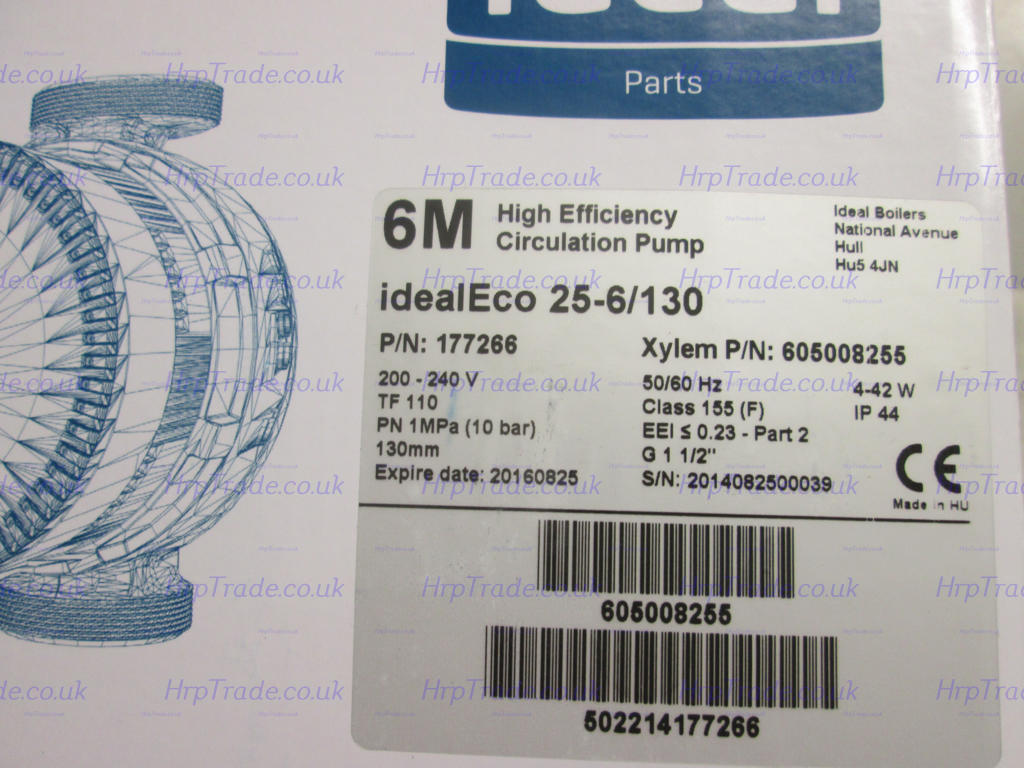 Parts
6M High Efficiency
Circulation Pump
Ideal Boilers
National Avenue
Hull
Hu5 4JN
idealEco 25-6/130
P/N: 177266
Xylem P/N: 605008255
200 - 240 V
50/60 Hz
4-42 W
TF 110
Class 155 (F)
IP 44
PN 1MPa (10 bar)
EEI ≤ 0.23 - Part 2
130mm
G 1 1/2"
Expire date: 20160825
S/N: 2014082500039
CE
Made in HU
605008255
502214177266
HrpTrade.co.uk